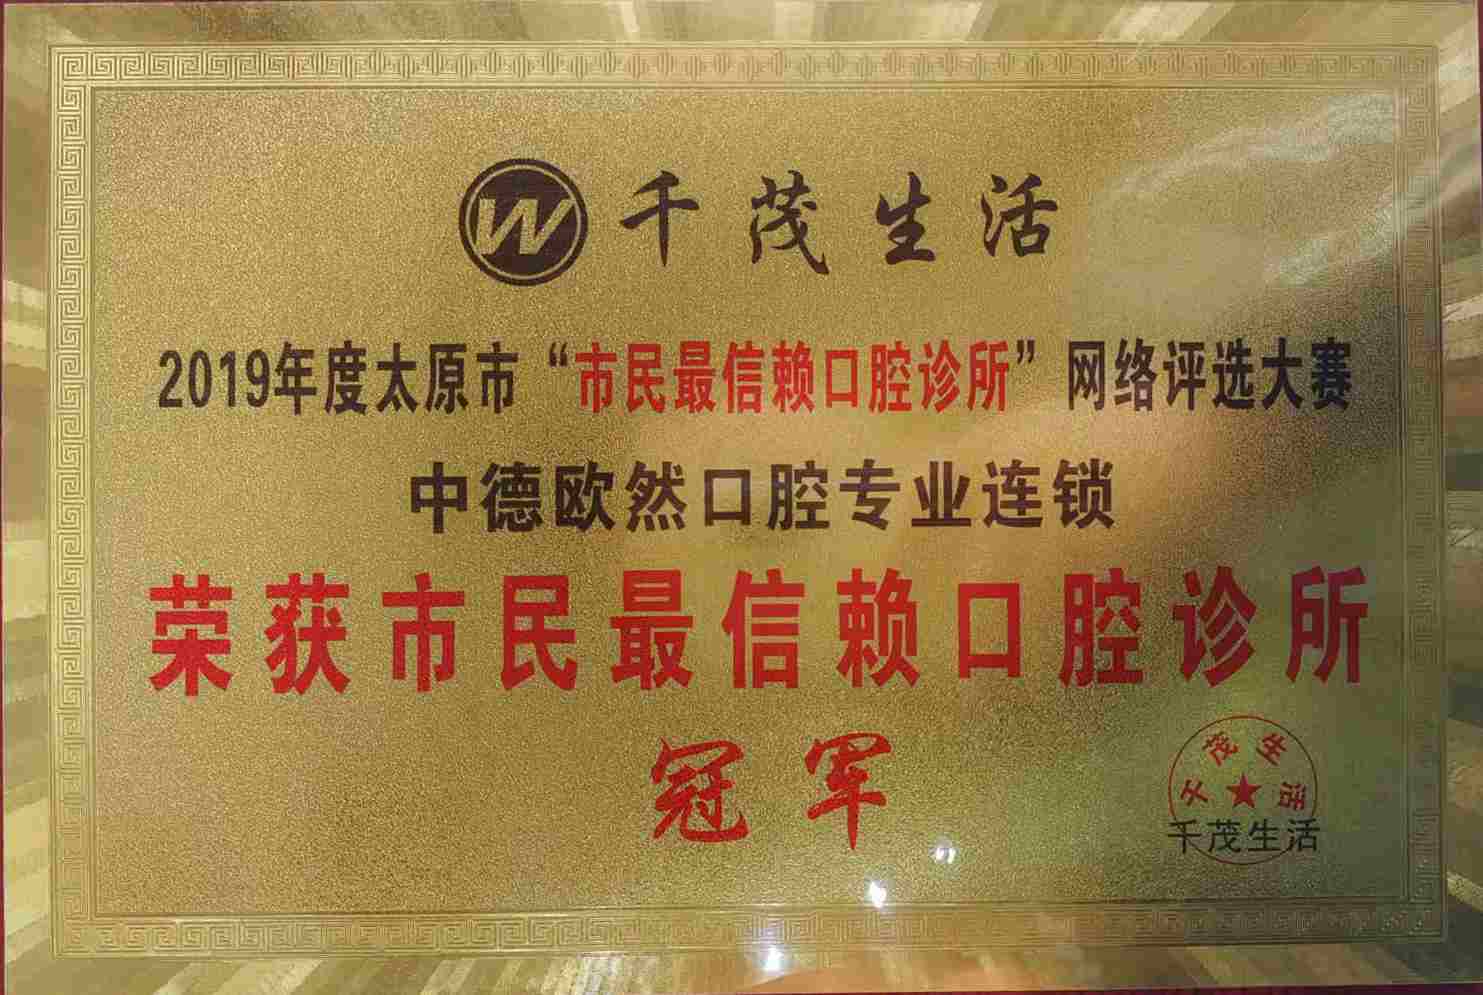 W 千茂生活
2019年度太原市“市民最信赖口腔诊所”网络评选大赛
中德欧然口腔专业连锁
荣获市民最信赖口腔诊所
冠军
千茂生活
千茂生活